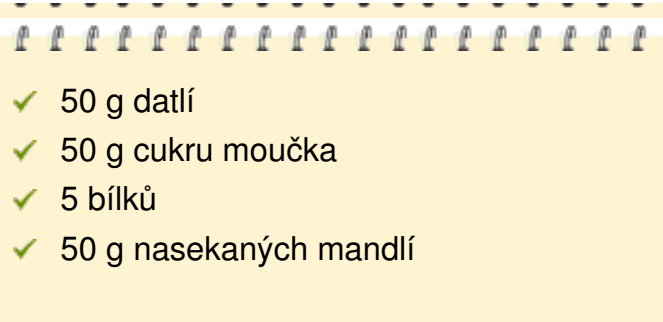 50 g datlí
50 g cukru moučka
5 bílků
50 g nasekaných mandlí